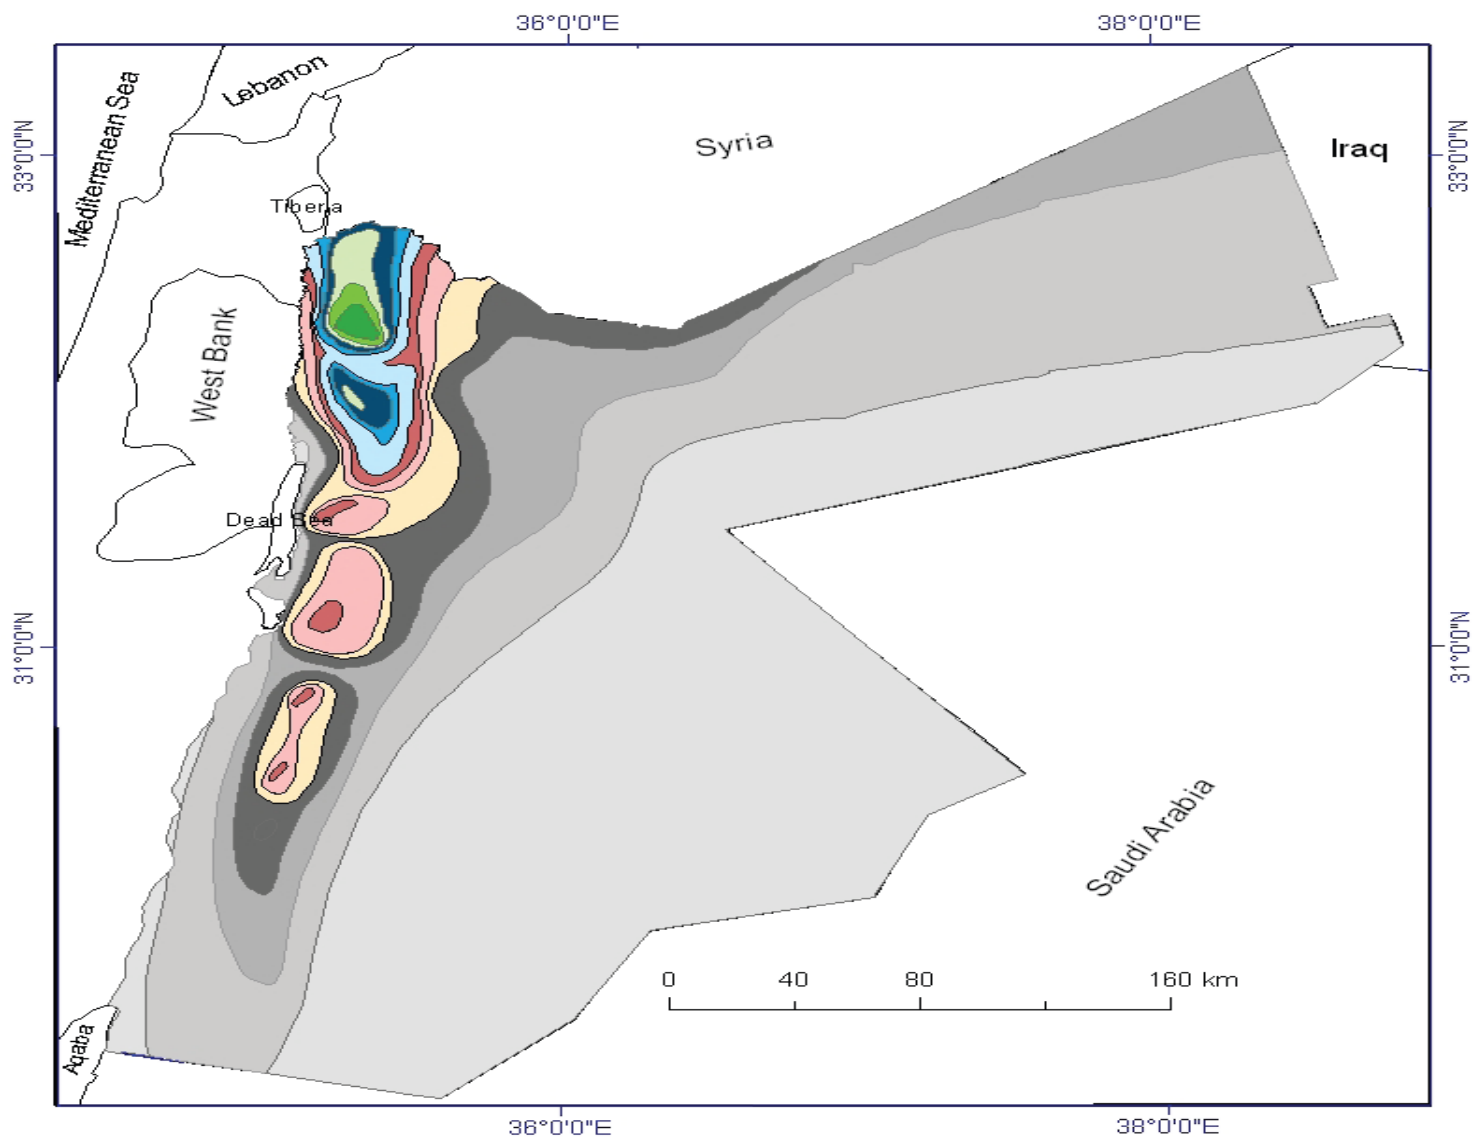 36°0'0"E
38°0'0"E
33°0'0"N
33°0'0"N
Mediterranean Sea
Lebanon
Syria
Iraq
Tiberia
West Bank
Dead Sea
31°0'0"N
31°0'0"N
Saudi Arabia
0 40 80 160 km
Aqaba
36°0'0"E
38°0'0"E